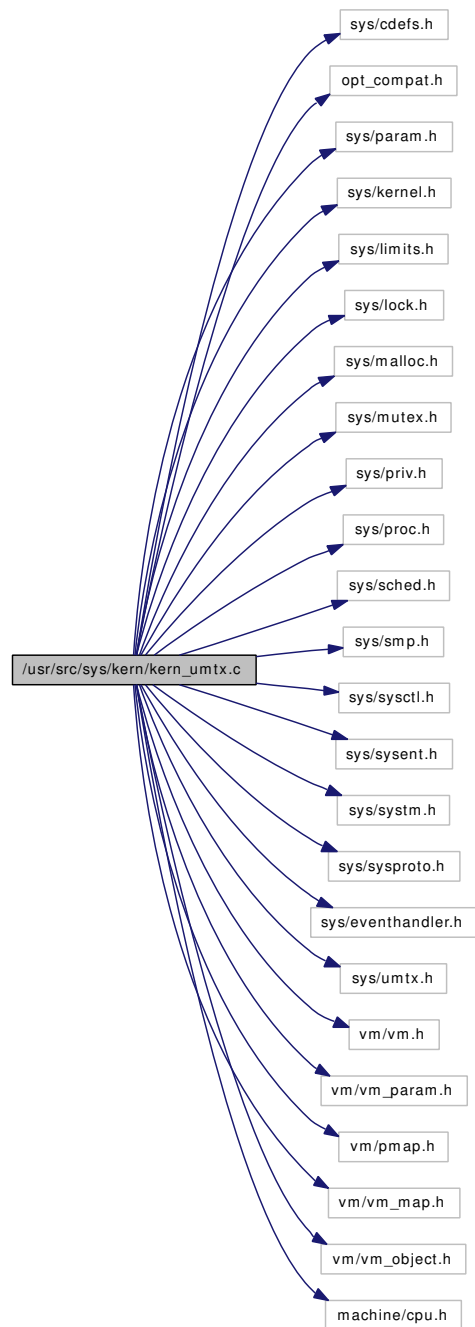 sys/cdefs.h
opt_compat.h
sys/param.h
sys/kernel.h
sys/limits.h
sys/lock.h
sys/malloc.h
sys/mutex.h
sys/priv.h
sys/proc.h
sys/sched.h
sys/smp.h
/usr/src/sys/kern/kern_umtx.c
sys/sysctl.h
sys/sysent.h
sys/systm.h
sys/sysproto.h
sys/eventhandler.h
sys/umtx.h
vm/vm.h
vm/vm_param.h
vm/pmap.h
vm/vm_map.h
vm/vm_object.h
machine/cpu.h